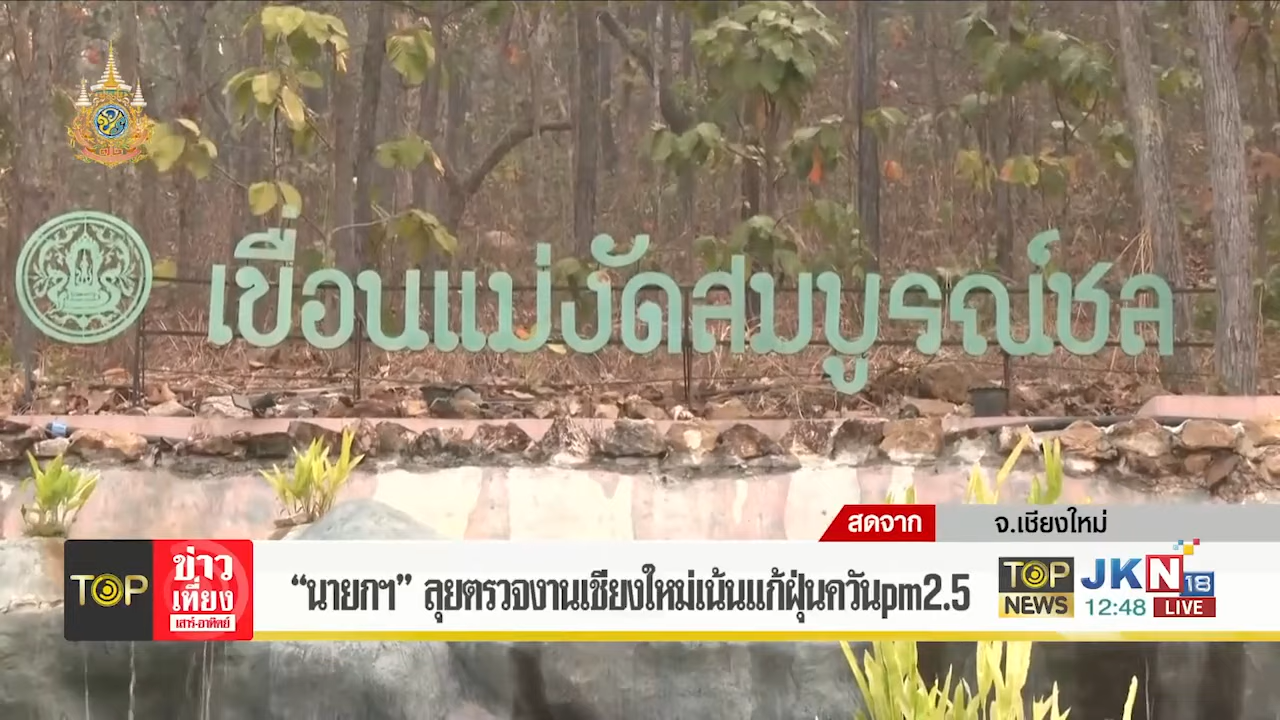 เขื่อนแม่งัดสมบูรณ์ชล
สดจาก จ.เชียงใหม่
TOP ข่าวเที่ยง เสาร์-อาทิตย์
“นายกฯ” ลุยตรวจงานเชียงใหม่เน้นแก้ฝุ่นควันpm2.5
TOP NEWS
JKN 18
12:48 LIVE